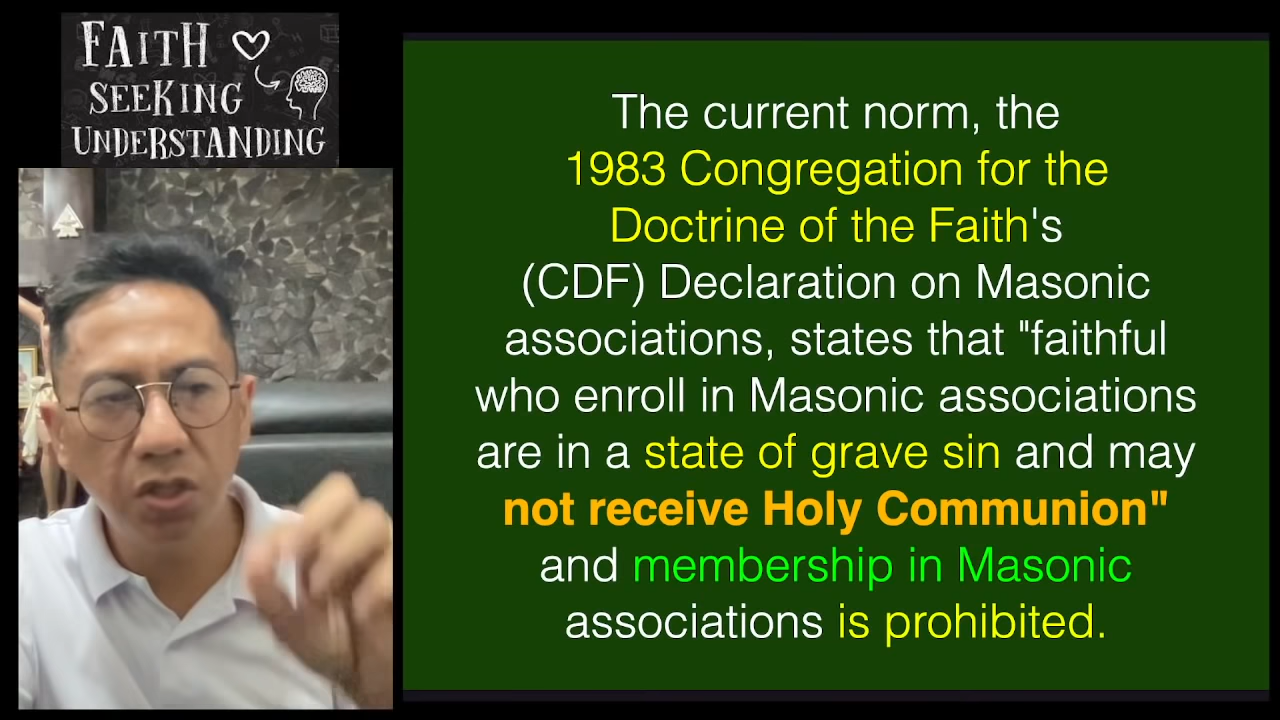 FAITH
SEEKING
UNDERSTANDING
The current norm, the
1983 Congregation for the
Doctrine of the Faith's
(CDF) Declaration on Masonic
associations, states that "faithful
who enroll in Masonic associations
are in a state of grave sin and may
not receive Holy Communion"
and membership in Masonic
associations is prohibited.